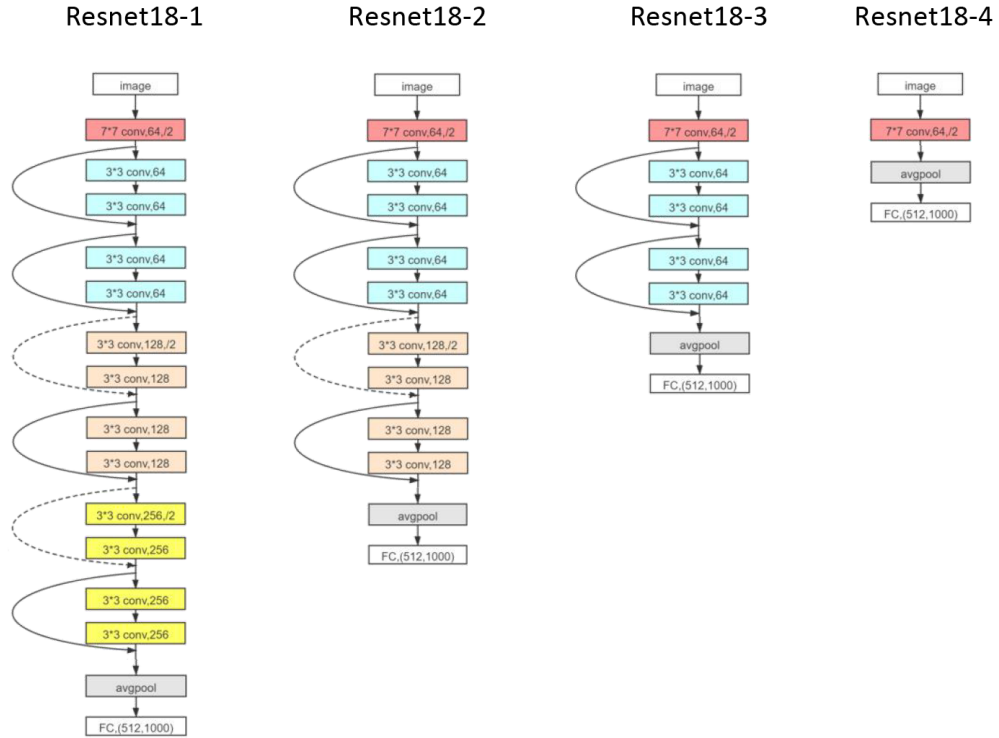 Resnet18-1
image
7*7 conv,64,/2
3*3 conv,64
3*3 conv,64
3*3 conv,64
3*3 conv,64
3*3 conv,128,/2
3*3 conv,128
3*3 conv,128
3*3 conv,128
3*3 conv,256,/2
3*3 conv,256
3*3 conv,256
3*3 conv,256
avgpool
FC,(512,1000)
Resnet18-2
image
7*7 conv,64,/2
3*3 conv,64
3*3 conv,64
3*3 conv,64
3*3 conv,64
3*3 conv,128,/2
3*3 conv,128
3*3 conv,128
3*3 conv,128
avgpool
FC,(512,1000)
Resnet18-3
image
7*7 conv,64,/2
3*3 conv,64
3*3 conv,64
3*3 conv,64
3*3 conv,64
avgpool
FC,(512,1000)
Resnet18-4
image
7*7 conv,64,/2
avgpool
FC,(512,1000)